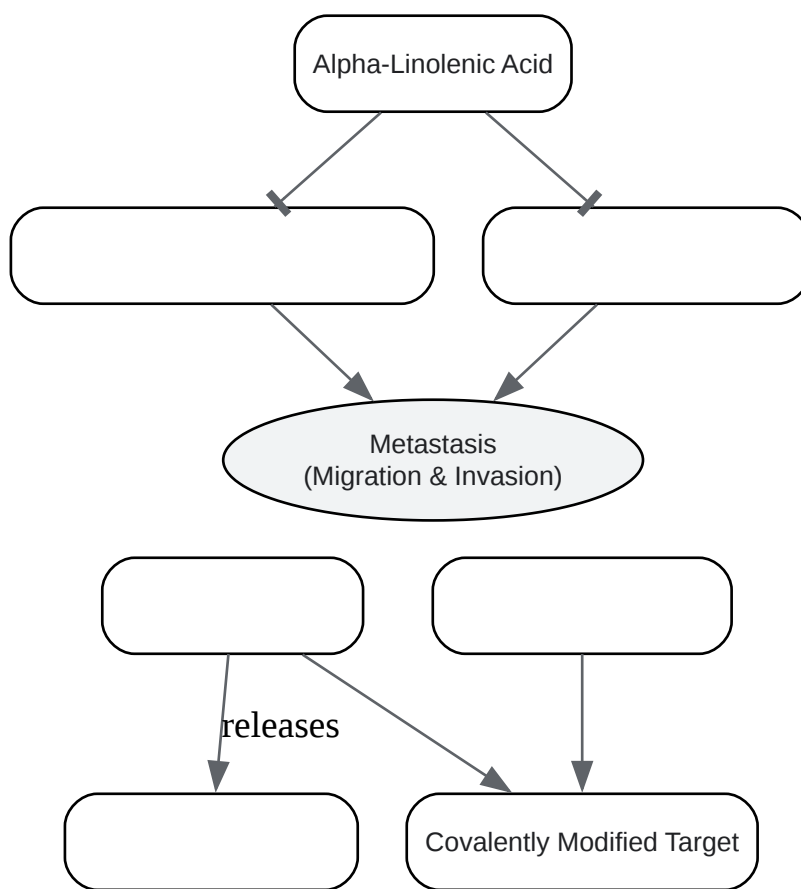 Alpha-Linolenic Acid
Metastasis
(Migration & Invasion)
releases
Covalently Modified Target